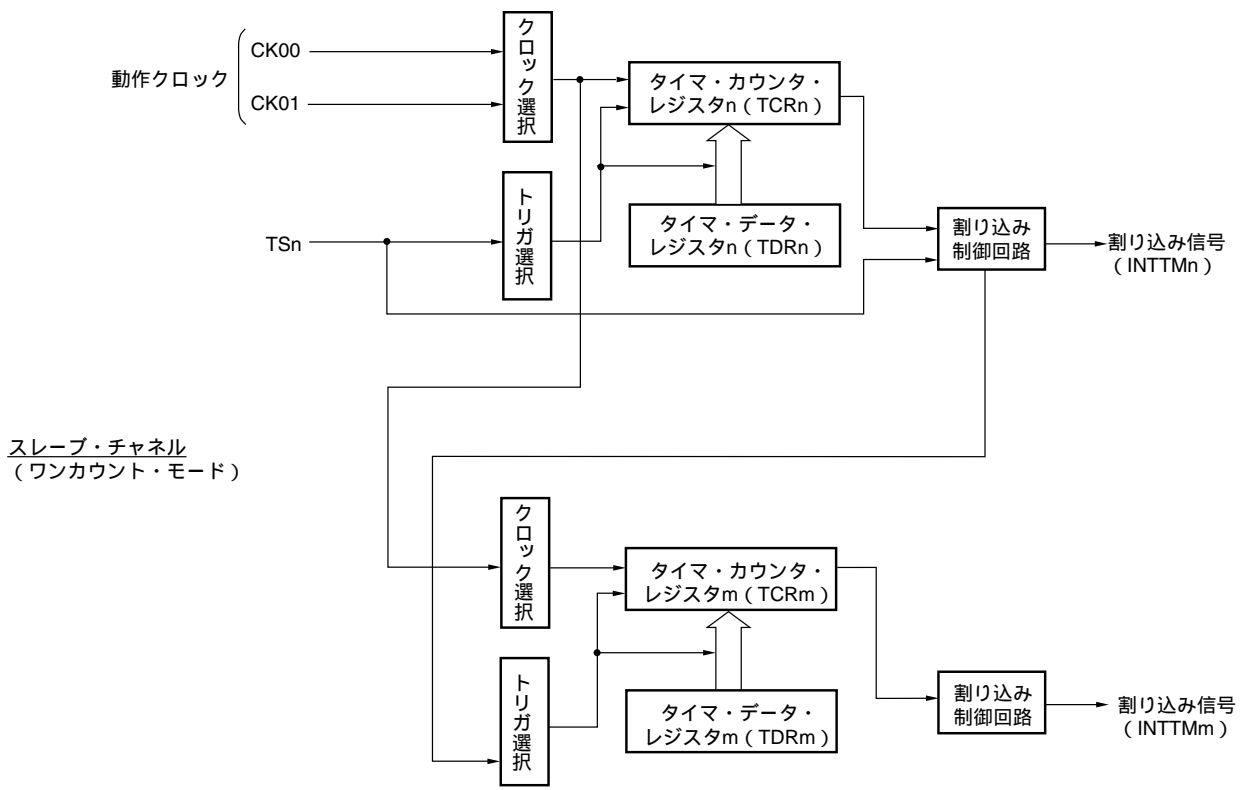 動作クロック
CK00
CK01
クロック選択
タイマ・カウンタ・
レジスタn（TCRn）
TSn
トリガ選択
タイマ・データ・
レジスタn（TDRn）
割り込み
制御回路
割り込み信号
（INTTMn）
スレーブ・チャネル
（ワンカウント・モード）
クロック選択
タイマ・カウンタ・
レジスタm（TCRm）
トリガ選択
タイマ・データ・
レジスタm（TDRm）
割り込み
制御回路
割り込み信号
（INTTMm）